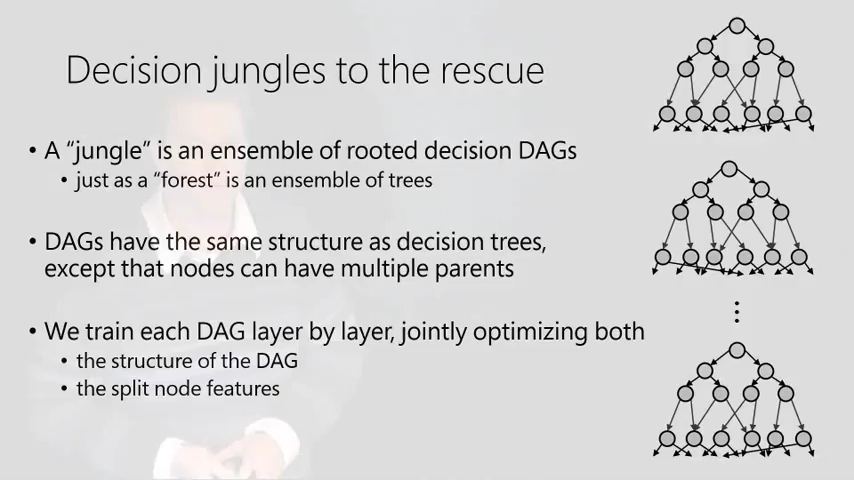 Decision jungles to the rescue
• A “jungle” is an ensemble of rooted decision DAGs
• just as a “forest” is an ensemble of trees
• DAGs have the same structure as decision trees,
except that nodes can have multiple parents
• We train each DAG layer by layer, jointly optimizing both
• the structure of the DAG
• the split node features